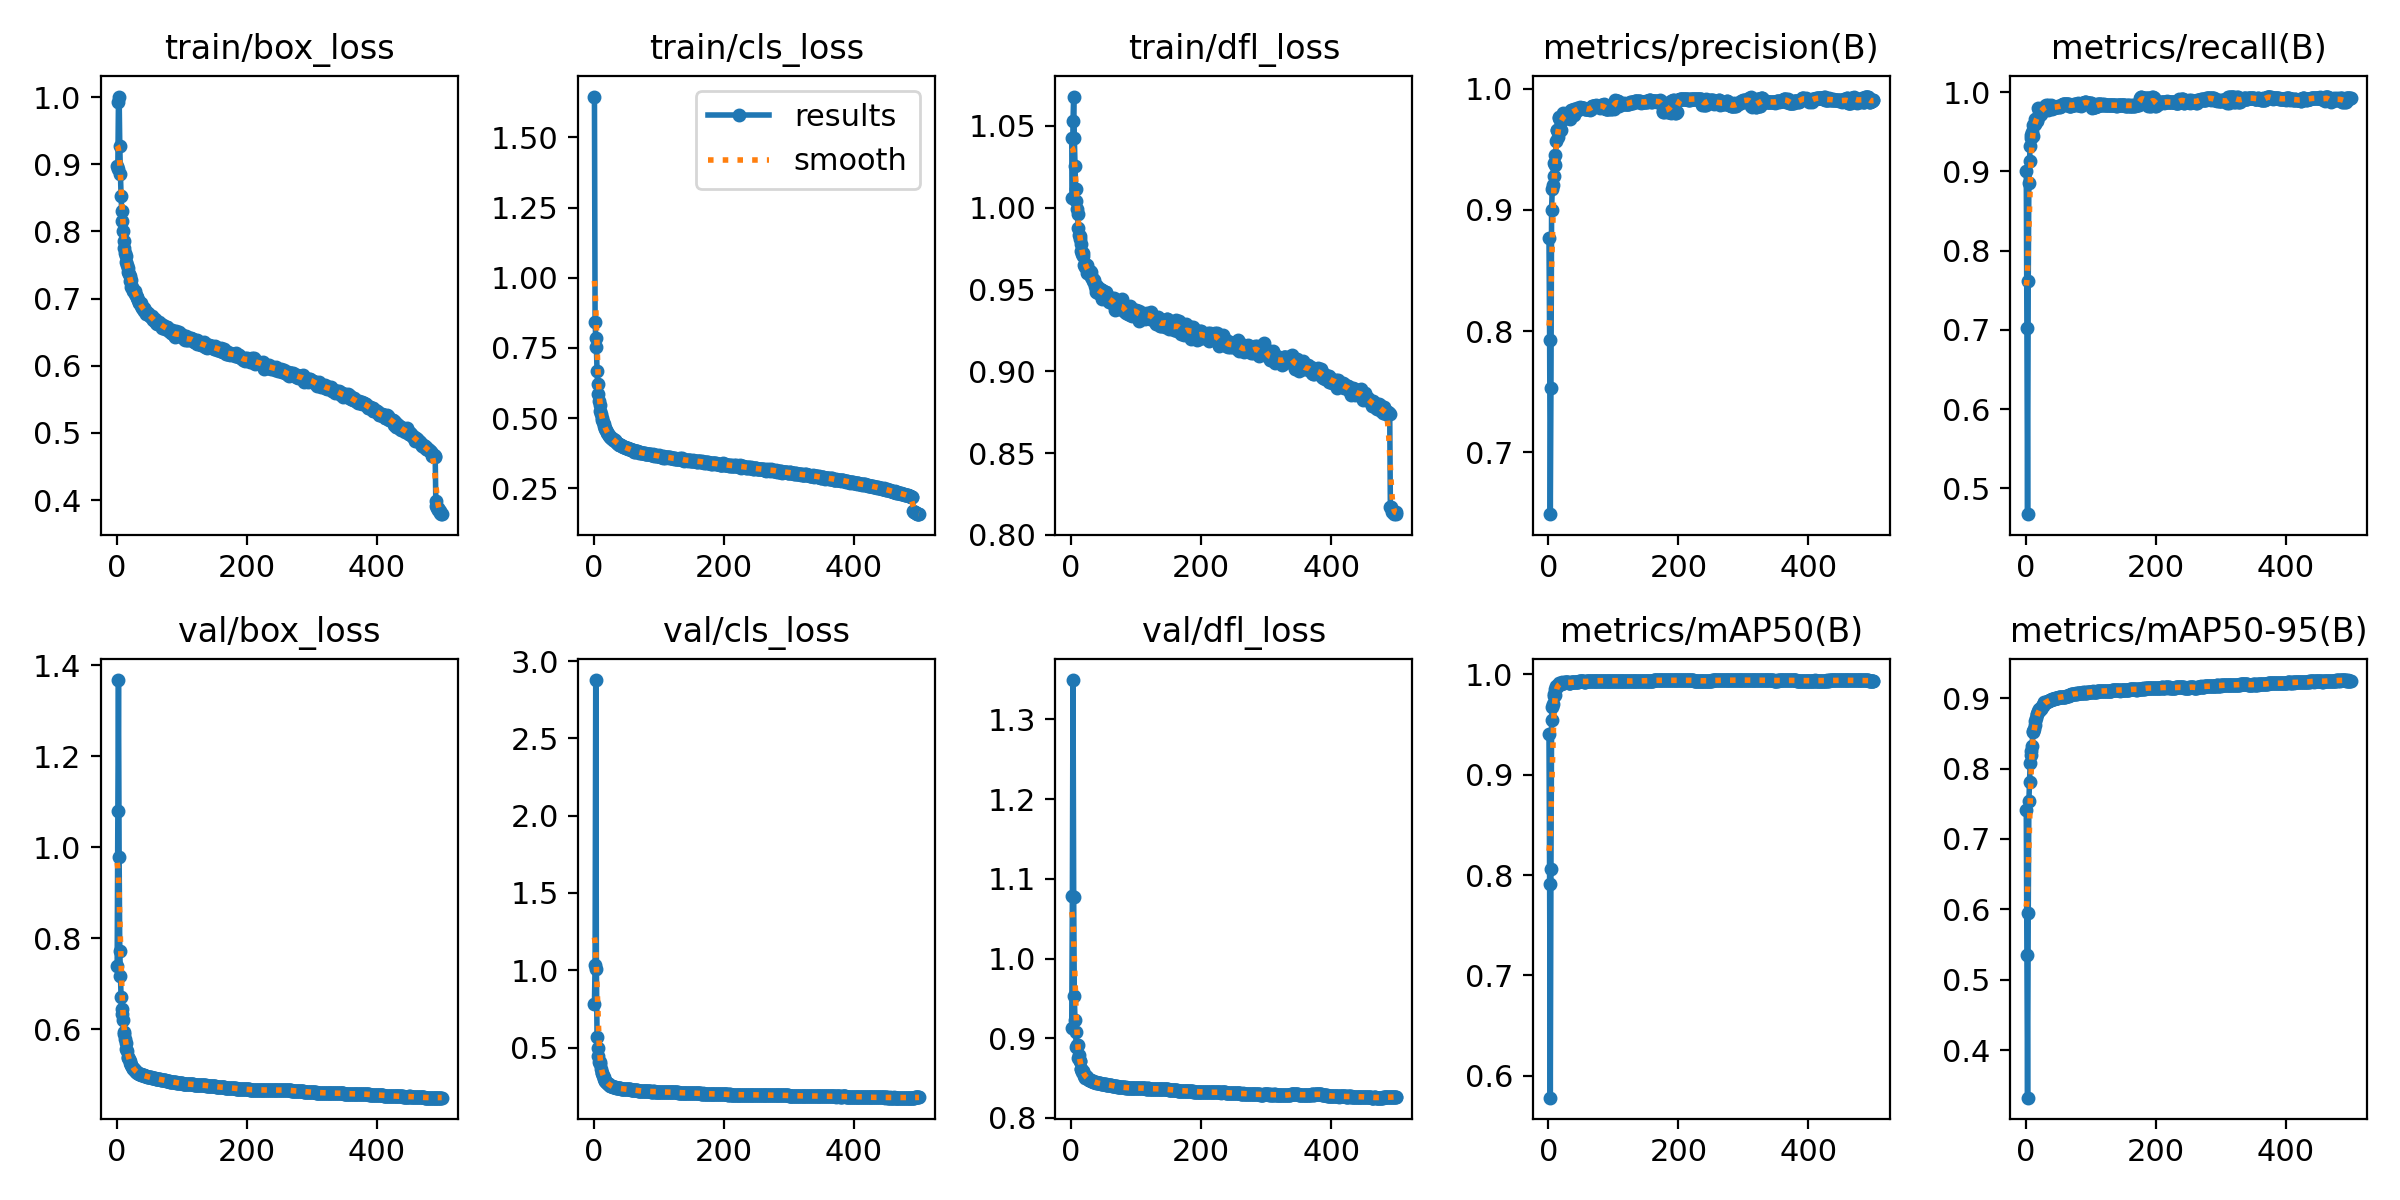 train/box_loss
1.0
0.9
0.8
0.7
0.6
0.5
0.4
0 200 400
train/cls_loss
results
smooth
1.50
1.25
1.00
0.75
0.50
0.25
0 200 400
train/dfl_loss
1.05
1.00
0.95
0.90
0.85
0.80
0 200 400
metrics/precision(B)
1.0
0.9
0.8
0.7
0 200 400
metrics/recall(B)
1.0
0.9
0.8
0.7
0.6
0.5
0 200 400
val/box_loss
1.4
1.2
1.0
0.8
0.6
0 200 400
val/cls_loss
3.0
2.5
2.0
1.5
1.0
0.5
0 200 400
val/dfl_loss
1.3
1.2
1.1
1.0
0.9
0.8
0 200 400
metrics/mAP50(B)
1.0
0.9
0.8
0.7
0.6
0 200 400
metrics/mAP50-95(B)
0.9
0.8
0.7
0.6
0.5
0.4
0 200 400